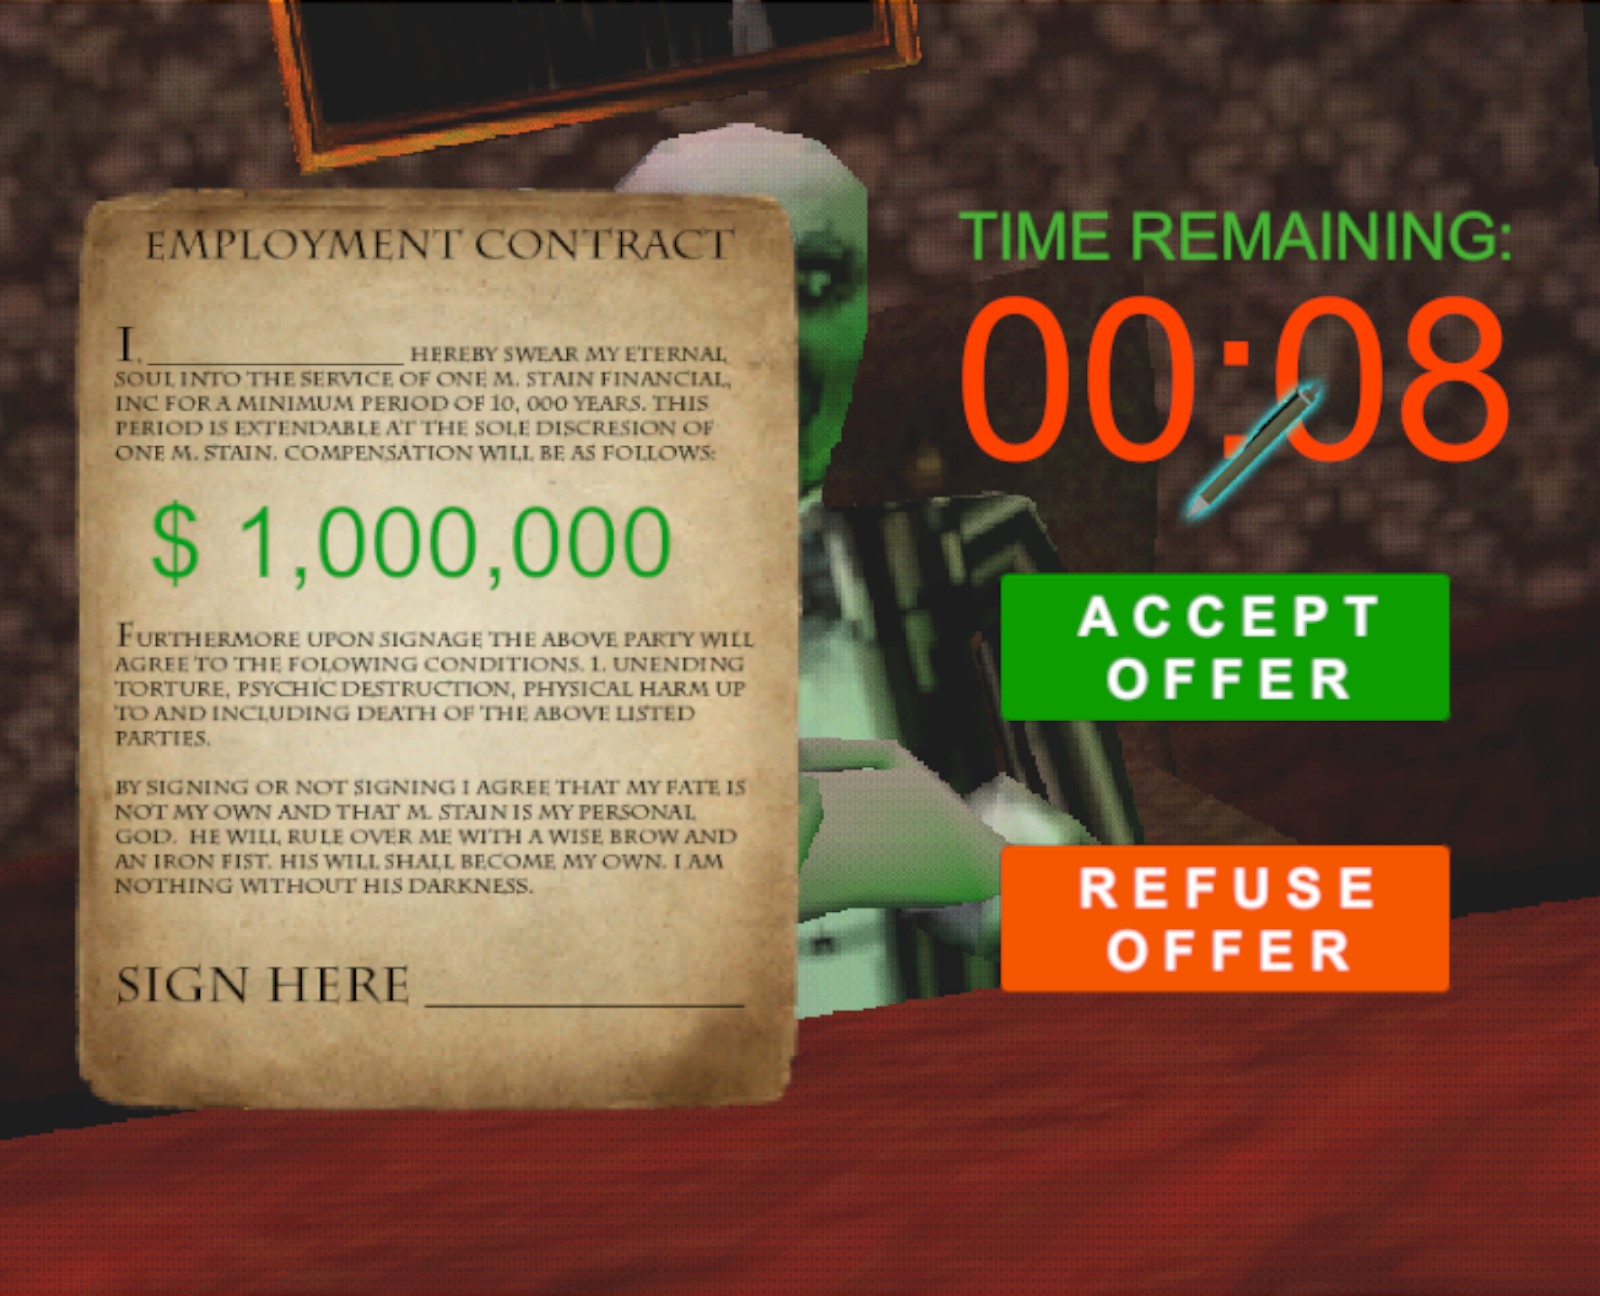 EMPLOYMENT CONTRACT
I, ____________________ HEREBY SWEAR MY ETERNAL
SOUL INTO THE SERVICE OF ONE M. STAIN FINANCIAL,
INC FOR A MINIMUM PERIOD OF 10, 000 YEARS. THIS
PERIOD IS EXTENDABLE AT THE SOLE DISCRESION OF
ONE M. STAIN. COMPENSATION WILL BE AS FOLLOWS:
$ 1,000,000
FURTHERMORE UPON SIGNAGE THE ABOVE PARTY WILL
AGREE TO THE FOLOWING CONDITIONS. 1. UNENDING
TORTURE, PSYCHIC DESTRUCTION, PHYSICAL HARM UP
TO AND INCLUDING DEATH OF THE ABOVE LISTED
PARTIES.
BY SIGNING OR NOT SIGNING I AGREE THAT MY FATE IS
NOT MY OWN AND THAT M. STAIN IS MY PERSONAL
GOD. HE WILL RULE OVER ME WITH A WISE BROW AND
AN IRON FIST. HIS WILL SHALL BECOME MY OWN. I AM
NOTHING WITHOUT HIS DARKNESS.
SIGN HERE ____________________
TIME REMAINING:
00:08
ACCEPT
OFFER
REFUSE
OFFER